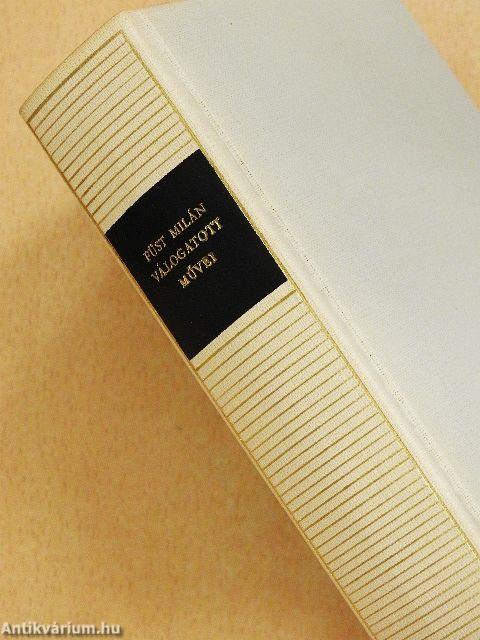 FÜST MILÁN
VÁLOGATOTT
MŰVEI
Antikvárium.hu